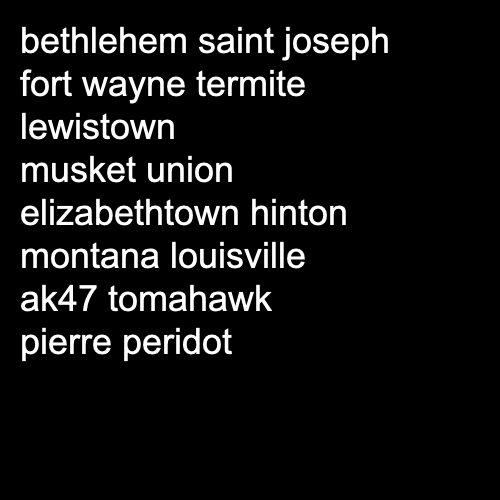 bethlehem saint joseph
fort wayne termite
lewistown
musket union
elizabethtown hinton
montana louisville
ak47 tomahawk
pierre peridot